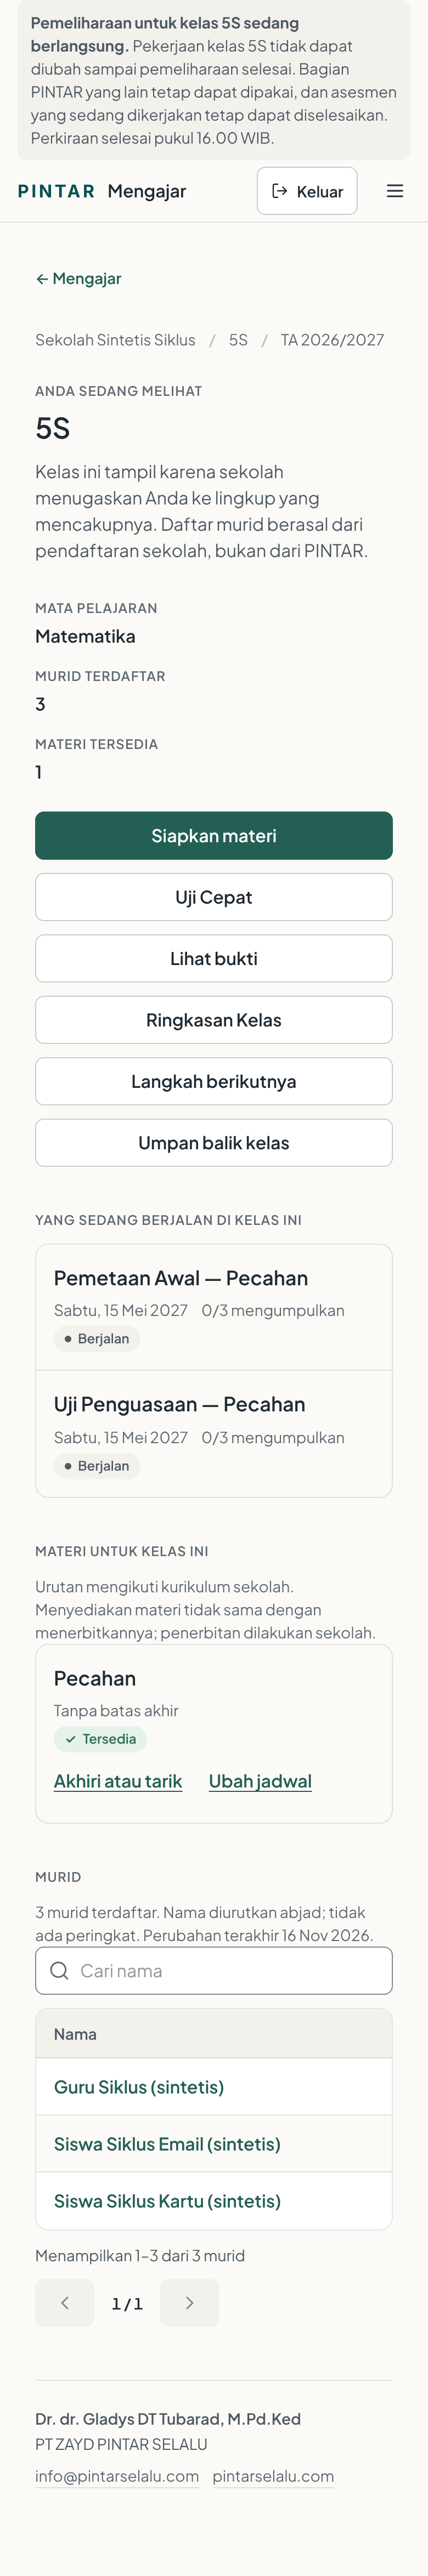 Pemeliharaan untuk kelas 5S sedang
berlangsung. Pekerjaan kelas 5S tidak dapat
diubah sampai pemeliharaan selesai. Bagian
PINTAR yang lain tetap dapat dipakai, dan asesmen
yang sedang dikerjakan tetap dapat diselesaikan.
Perkiraan selesai pukul 16.00 WIB.
PINTAR Mengajar
Keluar
← Mengajar
Sekolah Sintetis Siklus / 5S / TA 2026/2027
ANDA SEDANG MELIHAT
5S
Kelas ini tampil karena sekolah
menugaskan Anda ke lingkup yang
mencakupnya. Daftar murid berasal dari
pendaftaran sekolah, bukan dari PINTAR.
MATA PELAJARAN
Matematika
MURID TERDAFTAR
3
MATERI TERSEDIA
1
Siapkan materi
Uji Cepat
Lihat bukti
Ringkasan Kelas
Langkah berikutnya
Umpan balik kelas
YANG SEDANG BERJALAN DI KELAS INI
Pemetaan Awal — Pecahan
Sabtu, 15 Mei 2027 0/3 mengumpulkan
Berjalan
Uji Penguasaan — Pecahan
Sabtu, 15 Mei 2027 0/3 mengumpulkan
Berjalan
MATERI UNTUK KELAS INI
Urutan mengikuti kurikulum sekolah.
Menyediakan materi tidak sama dengan
menerbitkannya; penerbitan dilakukan sekolah.
Pecahan
Tanpa batas akhir
Tersedia
Akhiri atau tarik Ubah jadwal
MURID
3 murid terdaftar. Nama diurutkan abjad; tidak
ada peringkat. Perubahan terakhir 16 Nov 2026.
Cari nama
Nama
Guru Siklus (sintetis)
Siswa Siklus Email (sintetis)
Siswa Siklus Kartu (sintetis)
Menampilkan 1–3 dari 3 murid
1/1
Dr. dr. Gladys DT Tubarad, M.Pd.Ked
PT ZAYD PINTAR SELALU
info@pintarselalu.com pintarselalu.com